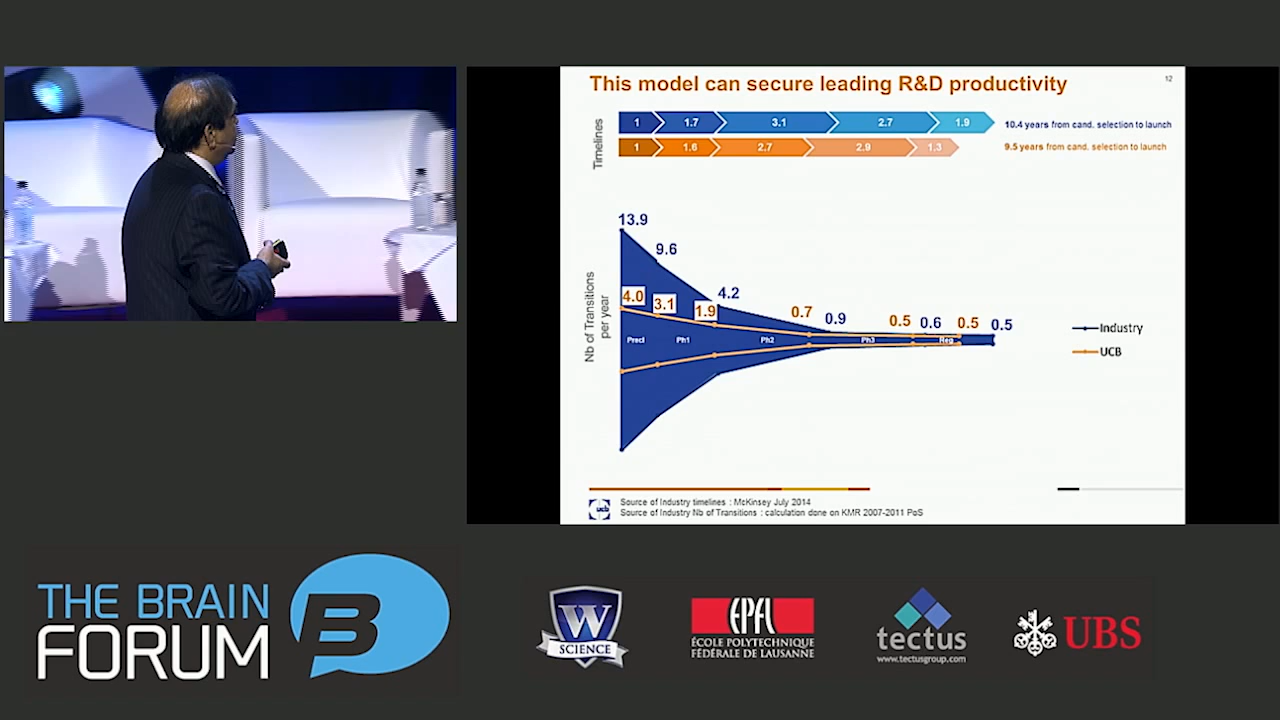 This model can secure leading R&D productivity
12
Timelines
1 1.7 3.1 2.7 1.9
10.4 years from cand. selection to launch
1 1.6 2.7 2.9 1.3
9.5 years from cand. selection to launch
Nb of Transitions
per year
13.9
9.6
4.2
4.0 3.1 1.9
0.7 0.9 0.5 0.6 0.5 0.5
Precl Ph1 Ph2 Ph3 Reg
Industry
UCB
ucb
Source of Industry timelines : McKinsey July 2014
Source of Industry Nb of Transitions : calculation done on KMR 2007-2011 PoS
THE BRAIN
FORUM
B
W
SCIENCE
EPFL
ÉCOLE POLYTECHNIQUE
FÉDÉRALE DE LAUSANNE
tectus
www.tectusgroup.com
UBS